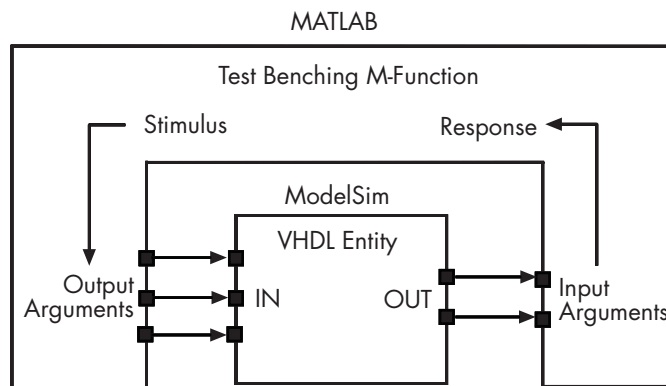 MATLAB
Test Benching M-Function
Stimulus
Response
ModelSim
VHDL Entity
Output
Arguments
IN
OUT
Input
Arguments